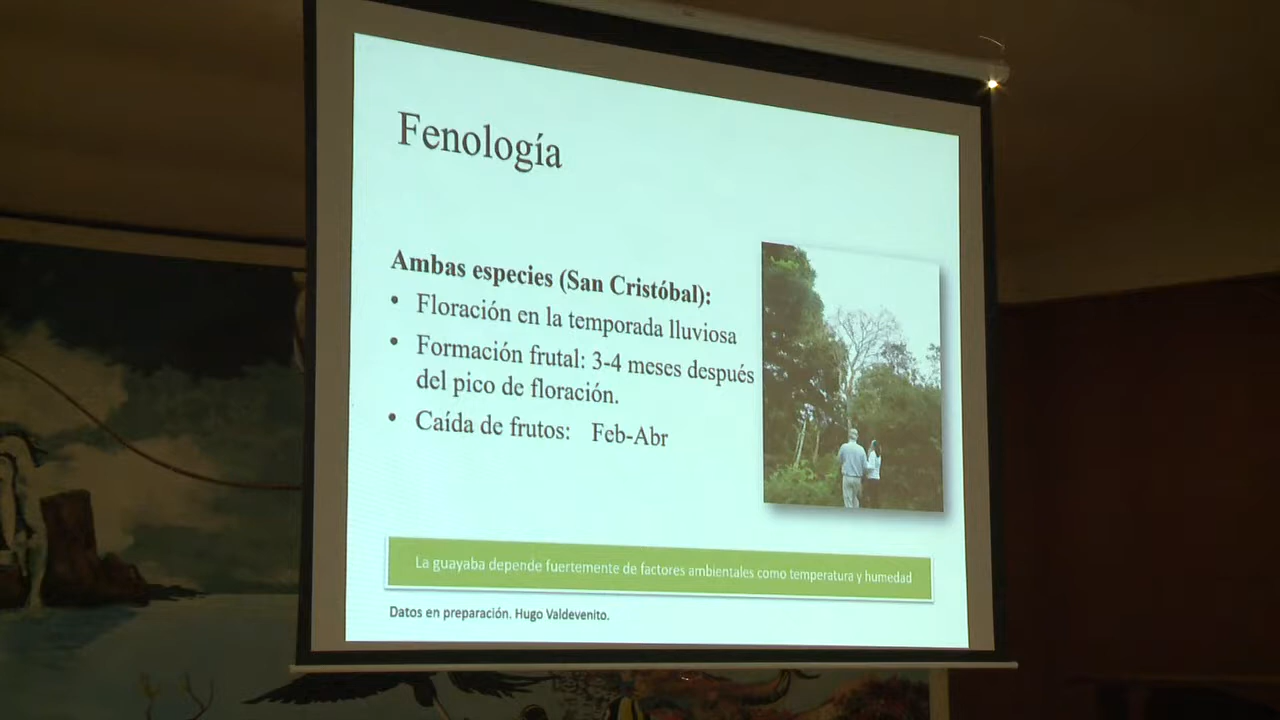 Fenología
Ambas especies (San Cristóbal):
• Floración en la temporada lluviosa
• Formación frutal: 3-4 meses después
del pico de floración.
• Caída de frutos: Feb-Abr
La guayaba depende fuertemente de factores ambientales como temperatura y humedad
Datos en preparación. Hugo Valdevenito.